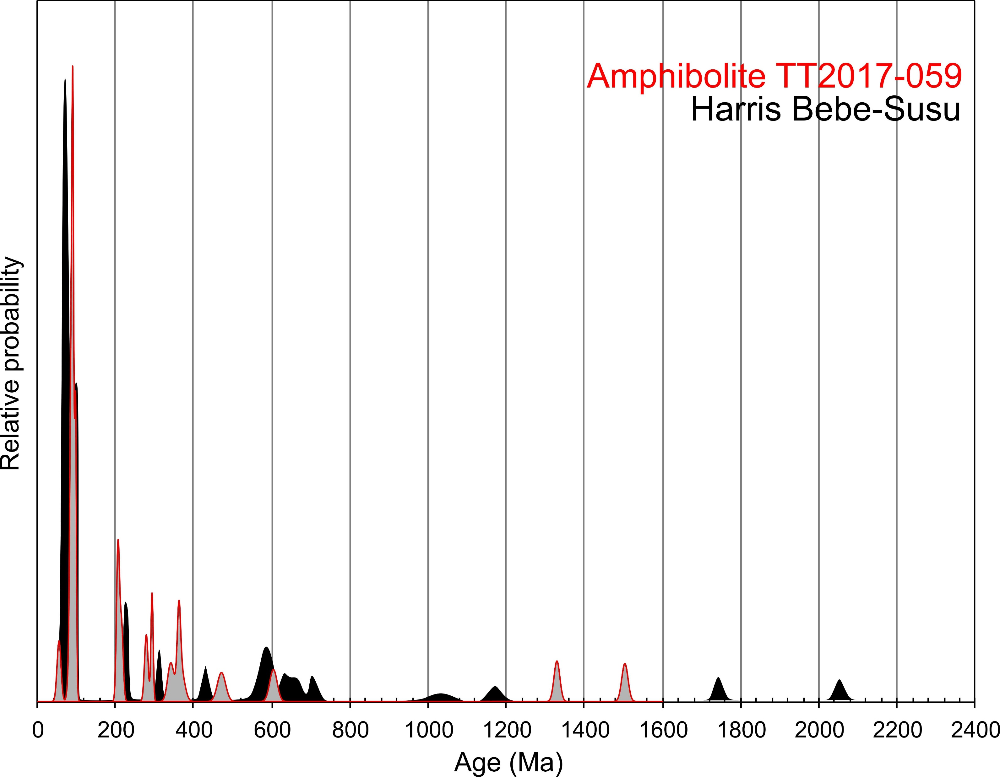 Amphibolite TT2017-059
Harris Bebe-Susu
Relative probability
0 200 400 600 800 1000 1200 1400 1600 1800 2000 2200 2400
Age (Ma)